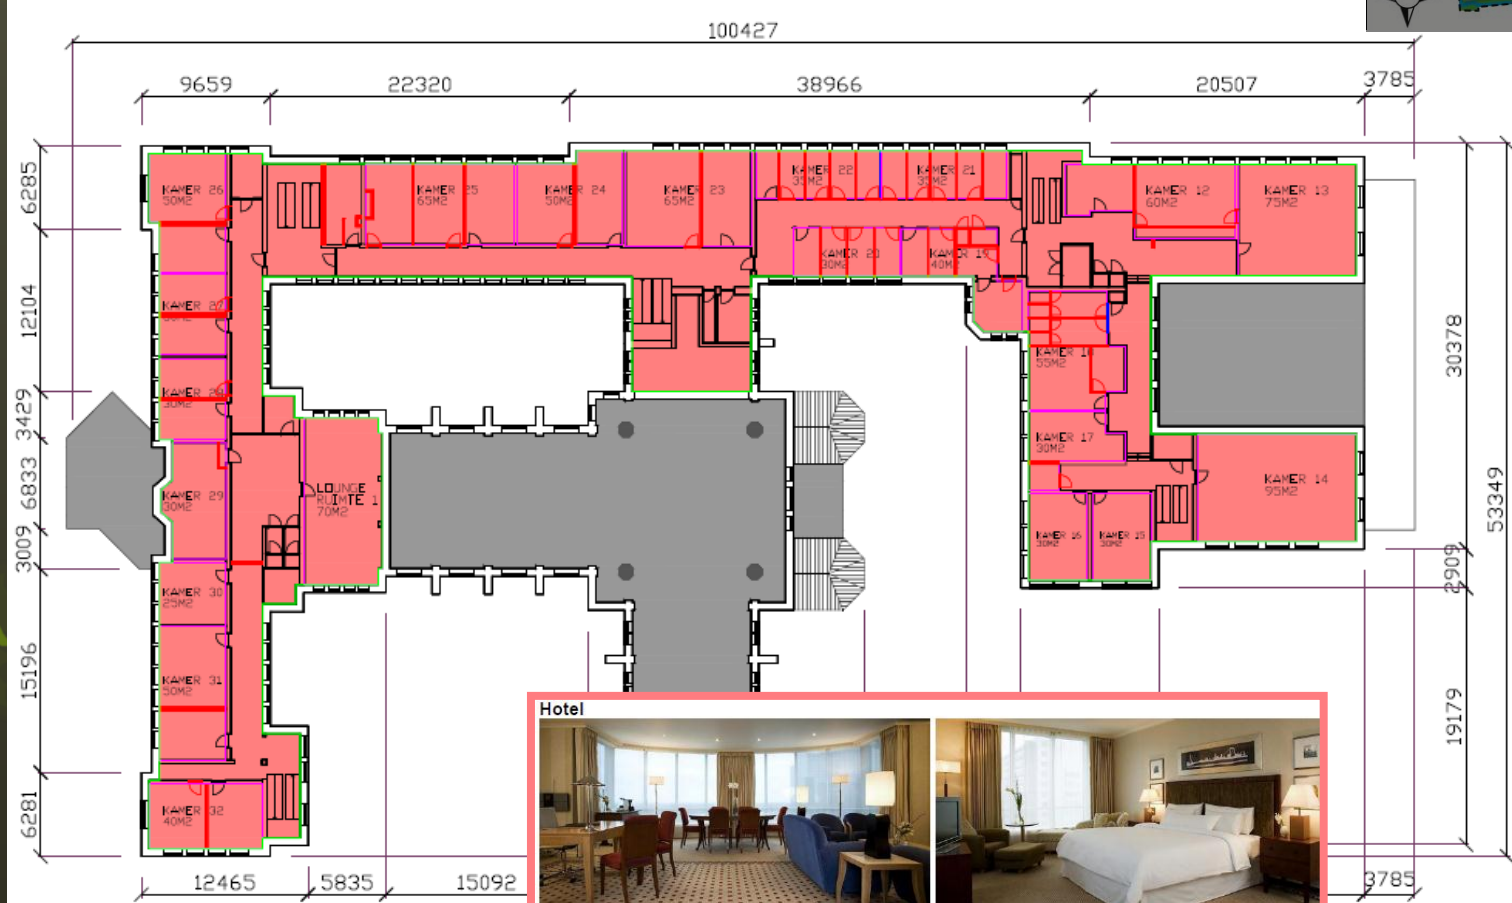 100427
9659
22320
38966
20507
3785
6285
12104
3429
6833
3009
15196
6281
30378
2909
19179
53349
KAMER 26
50M2
KAMER 25
65M2
KAMER 24
50M2
KAMER 23
65M2
KAMER 22
35M2
KAMER 21
35M2
KAMER 12
60M2
KAMER 13
75M2
KAMER 20
30M2
KAMER 19
40M2
KAMER 27
KAMER 28
30M2
KAMER
55M2
KAMER 17
30M2
KAMER 29
30M2
LOUNGE
RUIMTE 1
70M2
KAMER 14
95M2
KAMER 16
30M2
KAMER 15
30M2
KAMER 30
25M2
KAMER 31
50M2
KAMER 32
40M2
Hotel
12465
5835
15092
3785